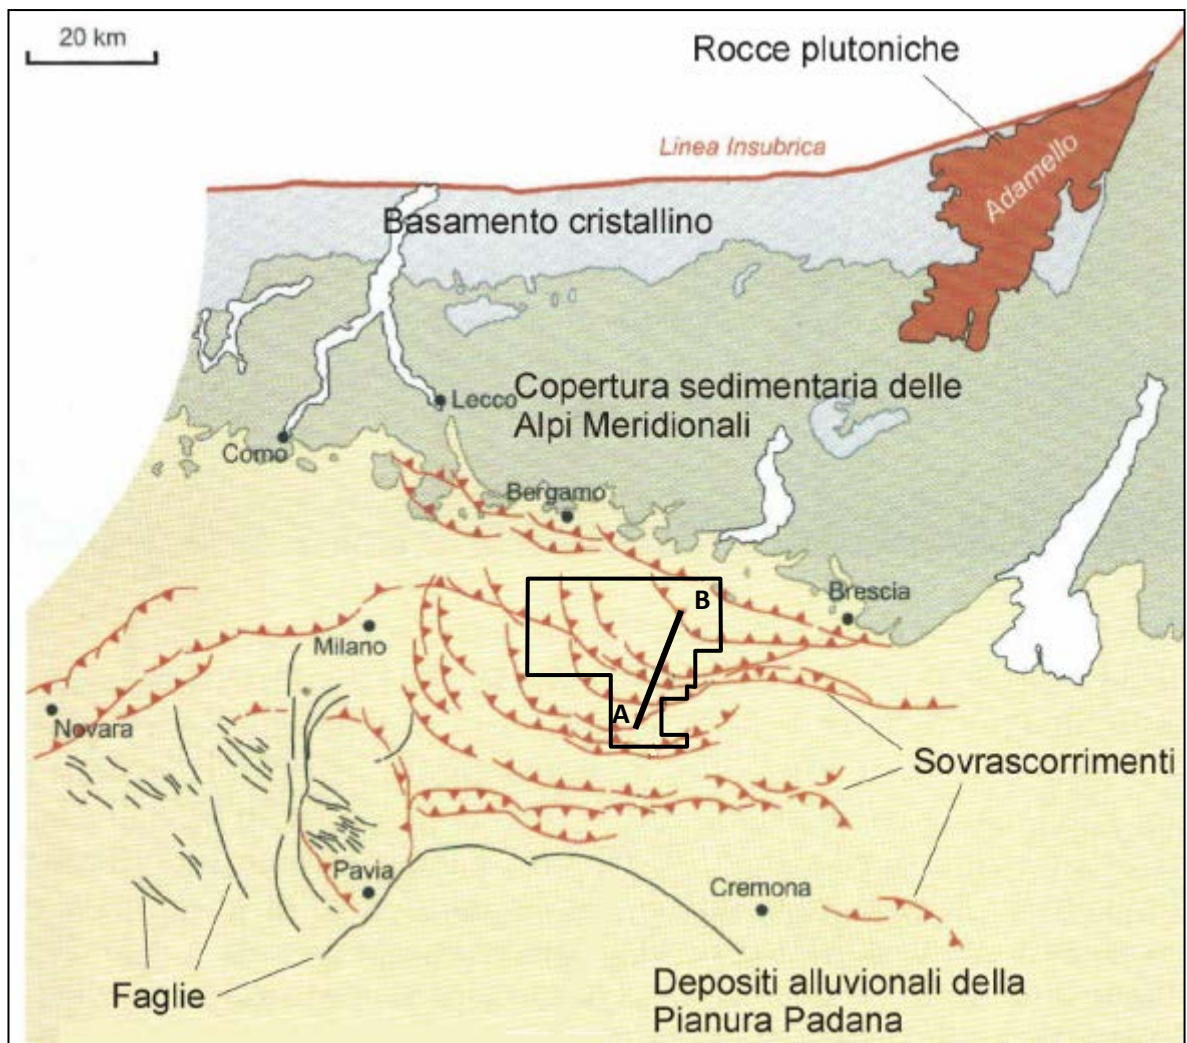 20 km
Rocce plutoniche
Linea Insubrica
Adamello
Basamento cristallino
Copertura sedimentaria delle
Alpi Meridionali
Lecco
Como
Bergamo
B
Brescia
Milano
A
Novara
Sovrascorrimenti
Pavia
Cremona
Faglie
Depositi alluvionali della
Pianura Padana